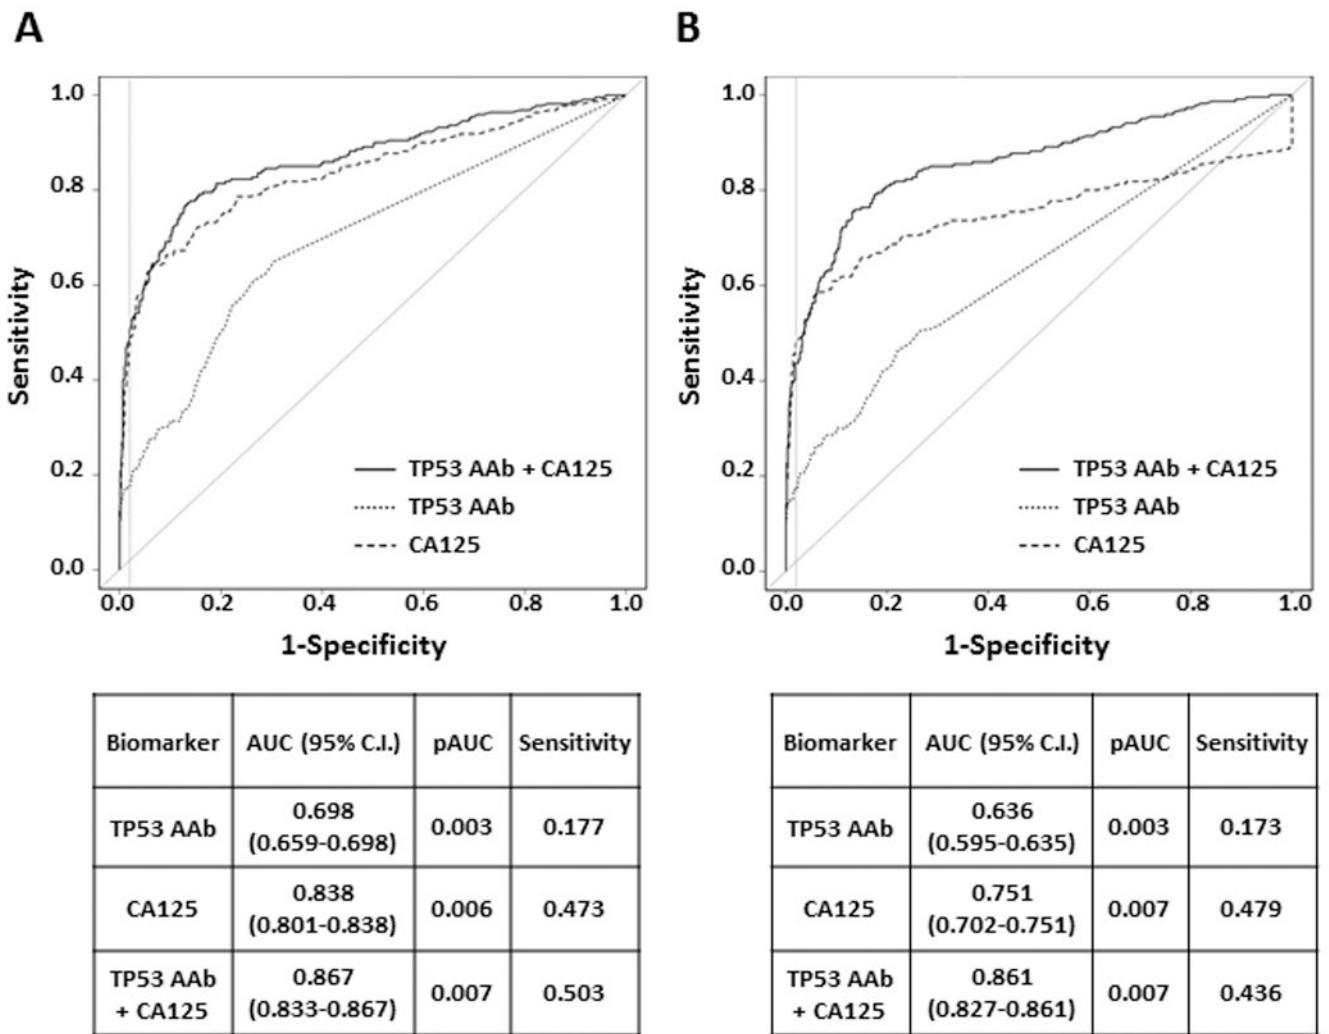 A
B
1.0
0.8
0.6
0.4
0.2
0.0
Sensitivity
TP53 AAb + CA125
TP53 AAb
CA125
0.0 0.2 0.4 0.6 0.8 1.0
1-Specificity
1.0
0.8
0.6
0.4
0.2
0.0
Sensitivity
TP53 AAb + CA125
TP53 AAb
CA125
0.0 0.2 0.4 0.6 0.8 1.0
1-Specificity
Biomarker AUC (95% C.I.) pAUC Sensitivity
TP53 AAb 0.698 0.003 0.177
(0.659-0.698)
CA125 0.838 0.006 0.473
(0.801-0.838)
TP53 AAb 0.867 0.007 0.503
+ CA125 (0.833-0.867)
Biomarker AUC (95% C.I.) pAUC Sensitivity
TP53 AAb 0.636 0.003 0.173
(0.595-0.635)
CA125 0.751 0.007 0.479
(0.702-0.751)
TP53 AAb 0.861 0.007 0.436
+ CA125 (0.827-0.861)